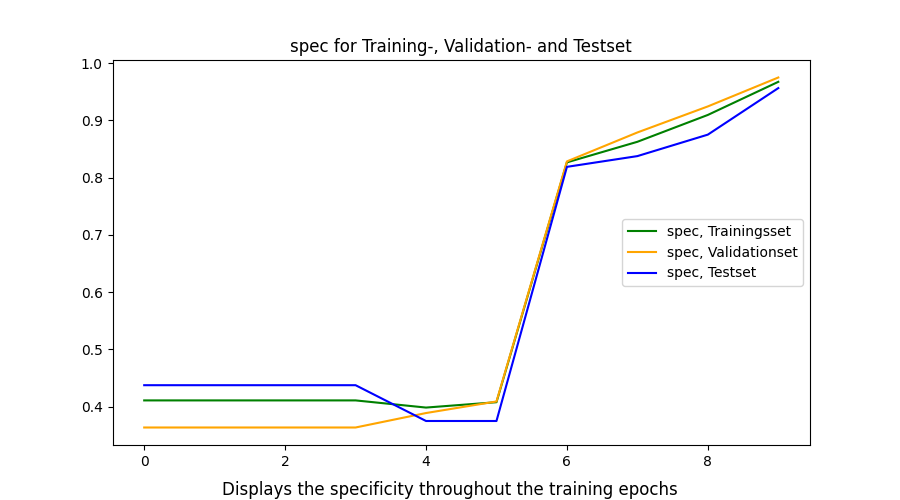 spec for Training-, Validation- and Testset
1.0
0.9
0.8
0.7
0.6
0.5
0.4
spec, Trainingsset
spec, Validationset
spec, Testset
0 2 4 6 8
Displays the specificity throughout the training epochs